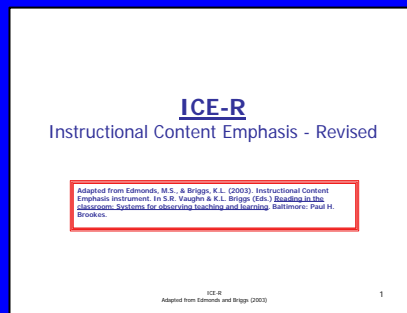 ICE-R
Instructional Content Emphasis - Revised
Adapted from Edmonds, M.S., & Briggs, K.L. (2003). Instructional Content
Emphasis instrument. In S.R. Vaughn & K.L. Briggs (Eds.) Reading in the
classroom: Systems for observing teaching and learning. Baltimore: Paul H.
Brookes.
ICE-R
Adapted from Edmonds and Briggs (2003)
1